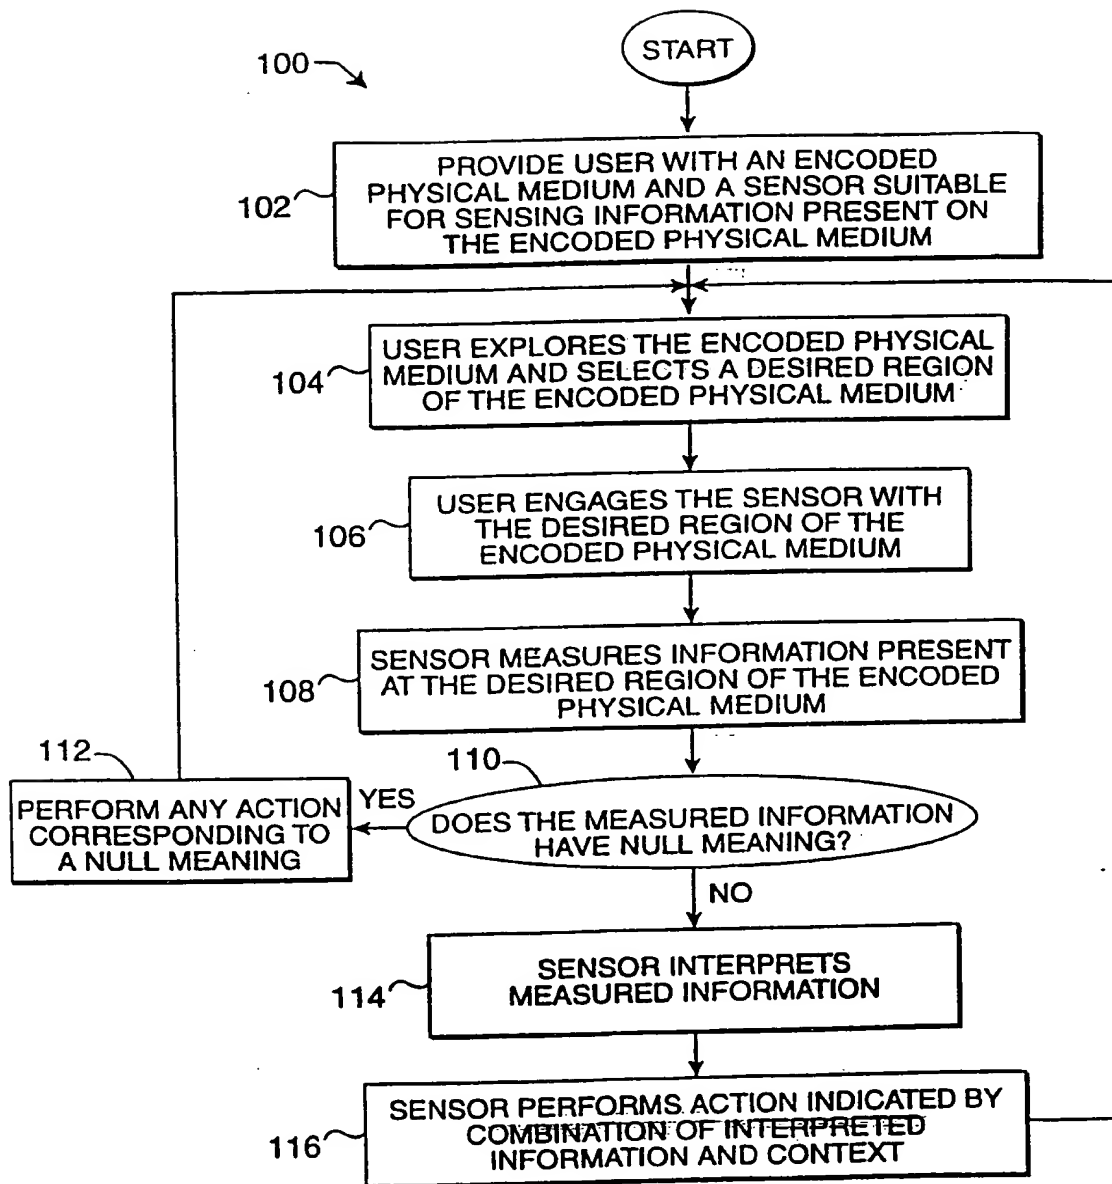 START
100
PROVIDE USER WITH AN ENCODED
PHYSICAL MEDIUM AND A SENSOR SUITABLE
FOR SENSING INFORMATION PRESENT ON
THE ENCODED PHYSICAL MEDIUM
102
USER EXPLORES THE ENCODED PHYSICAL
MEDIUM AND SELECTS A DESIRED REGION
OF THE ENCODED PHYSICAL MEDIUM
104
USER ENGAGES THE SENSOR WITH
THE DESIRED REGION OF THE
ENCODED PHYSICAL MEDIUM
106
SENSOR MEASURES INFORMATION PRESENT
AT THE DESIRED REGION OF THE ENCODED
PHYSICAL MEDIUM
108
112
110
PERFORM ANY ACTION
CORRESPONDING TO
A NULL MEANING
YES
DOES THE MEASURED INFORMATION
HAVE NULL MEANING?
NO
SENSOR INTERPRETS
MEASURED INFORMATION
114
SENSOR PERFORMS ACTION INDICATED BY
COMBINATION OF INTERPRETED
INFORMATION AND CONTEXT
116